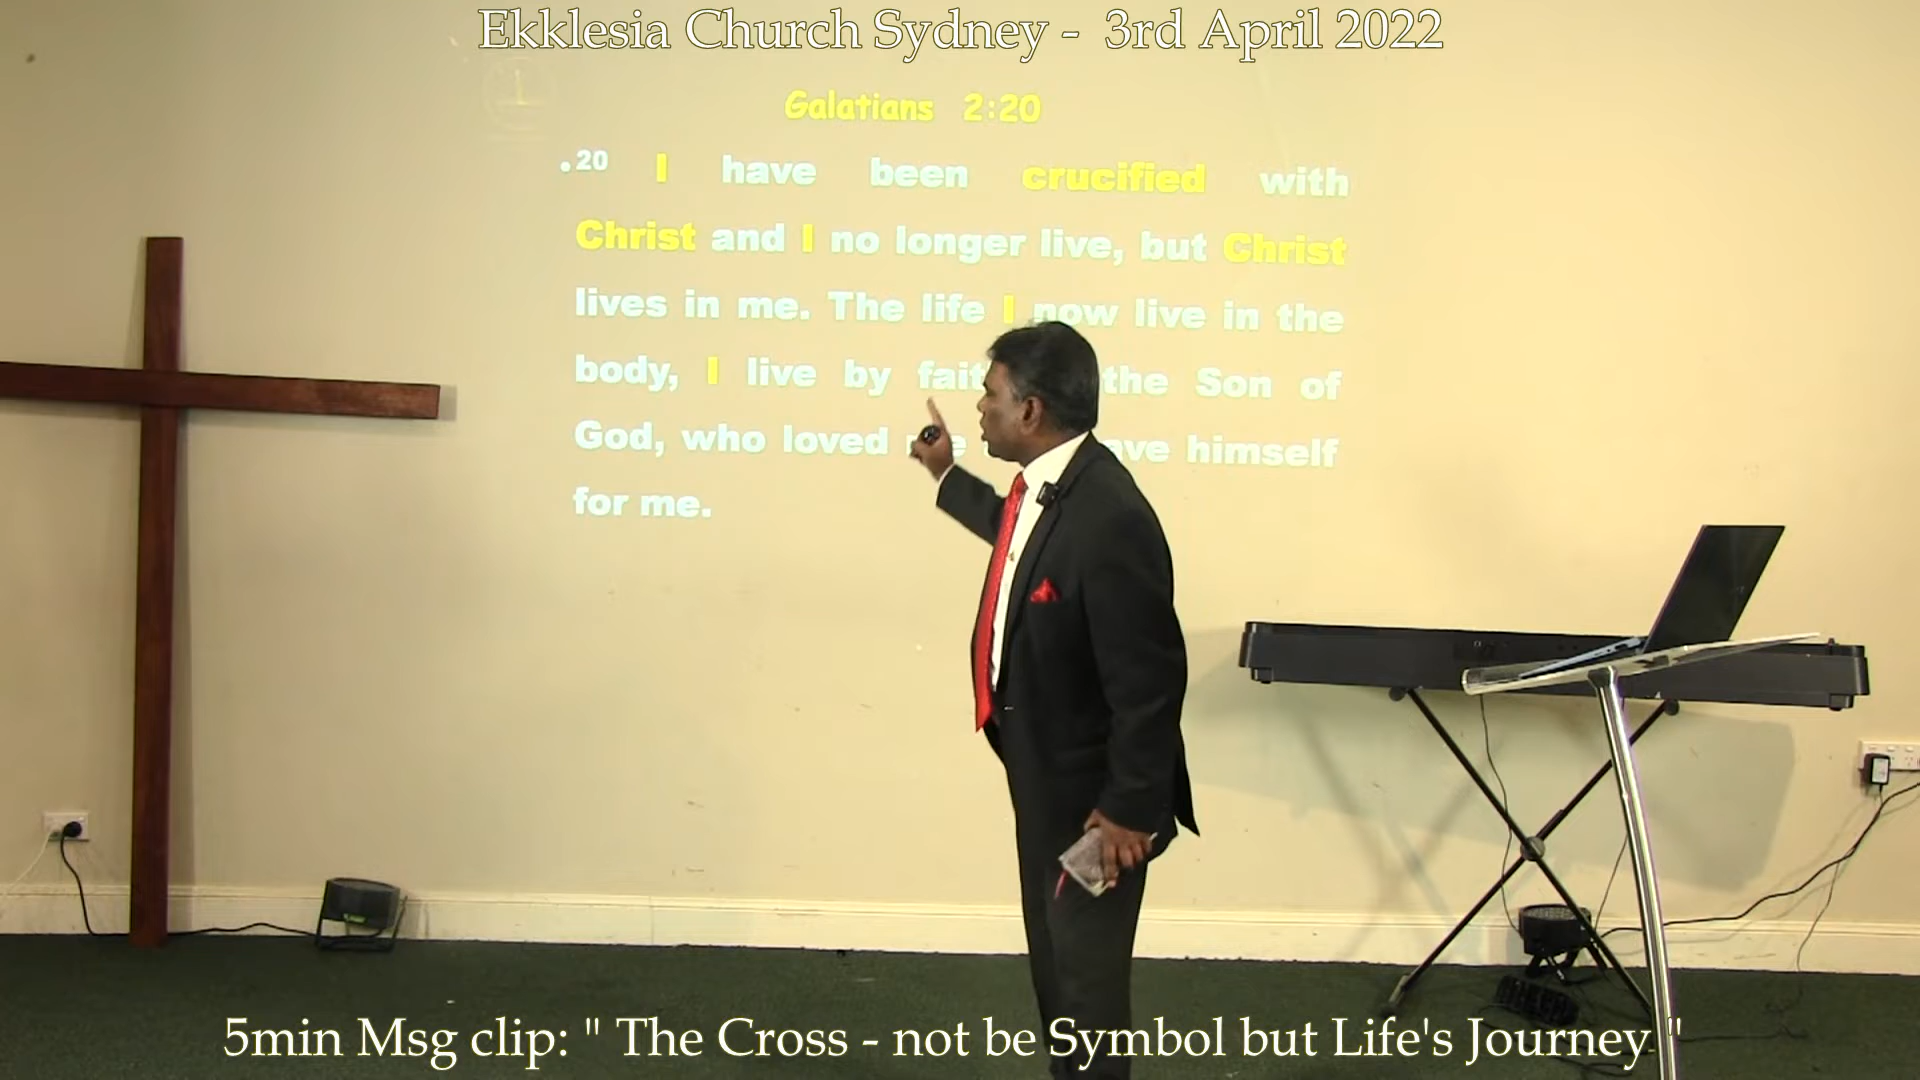 Ekklesia Church Sydney - 3rd April 2022
Galatians 2:20
.20 I have been crucified with
Christ and I no longer live, but Christ
lives in me. The life I now live in the
body, I live by the Son of
God, who loved himself
for me.
5min Msg clip: " The Cross - not be Symbol but Life's Journey "